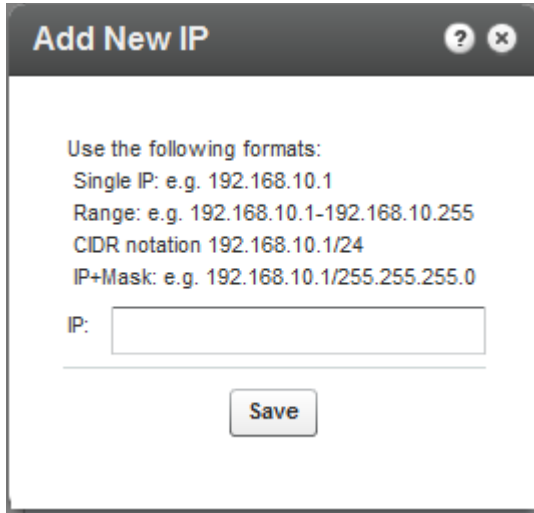 Add New IP
Use the following formats:
Single IP: e.g. 192.168.10.1
Range: e.g. 192.168.10.1-192.168.10.255
CIDR notation 192.168.10.1/24
IP+Mask: e.g. 192.168.10.1/255.255.255.0
IP:
Save